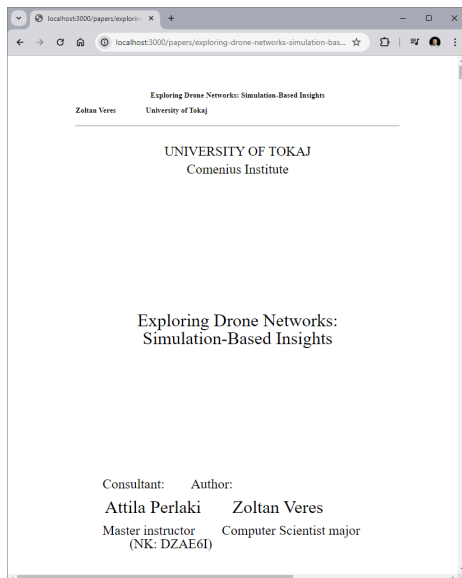 localhost:3000/papers/explorin
localhost:3000/papers/exploring-drone-networks-simulation-bas...
Exploring Drone Networks: Simulation-Based Insights
Zoltan Veres University of Tokaj
UNIVERSITY OF TOKAJ
Comenius Institute
Exploring Drone Networks:
Simulation-Based Insights
Consultant: Author:
Attila Perlaki Zoltan Veres
Master instructor Computer Scientist major
(NK: DZAE6I)